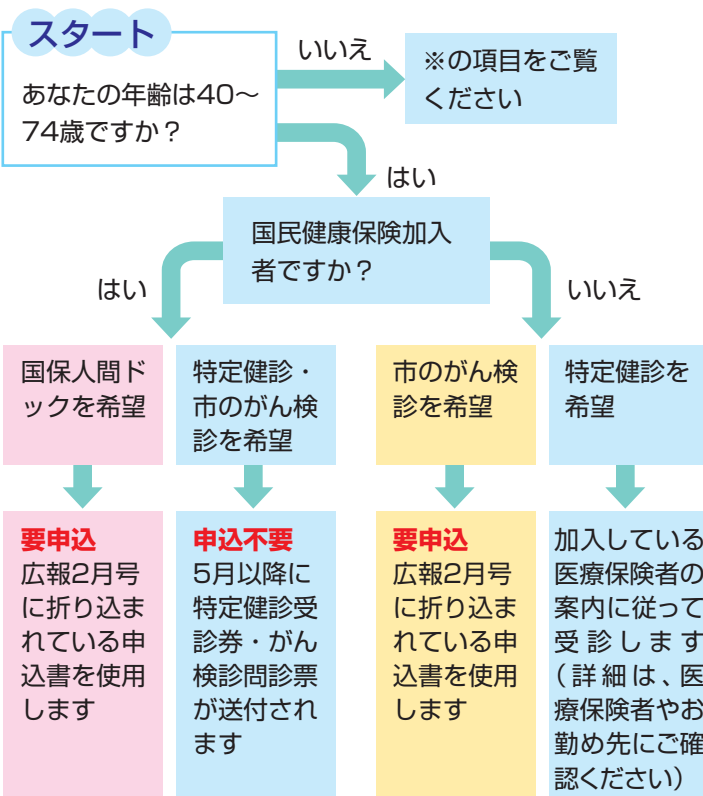 スタート
あなたの年齢は40〜
74歳ですか？
いいえ
※の項目をご覧
ください
はい
国民健康保険加入
者ですか？
はい
いいえ
国保人間ド
ックを希望
特定健診・
市のがん検
診を希望
市のがん検
診を希望
特定健診を
希望
要申込
広報2月号
に折り込ま
れている申
込書を使用
します
申込不要
5月以降に
特定健診受
診券・がん
検診問診票
が送付され
ます
要申込
広報2月号
に折り込ま
れている申
込書を使用
します
加入している
医療保険者の
案内に従って
受診します
（詳細は、医
療保険者やお
勤め先にご確
認ください）